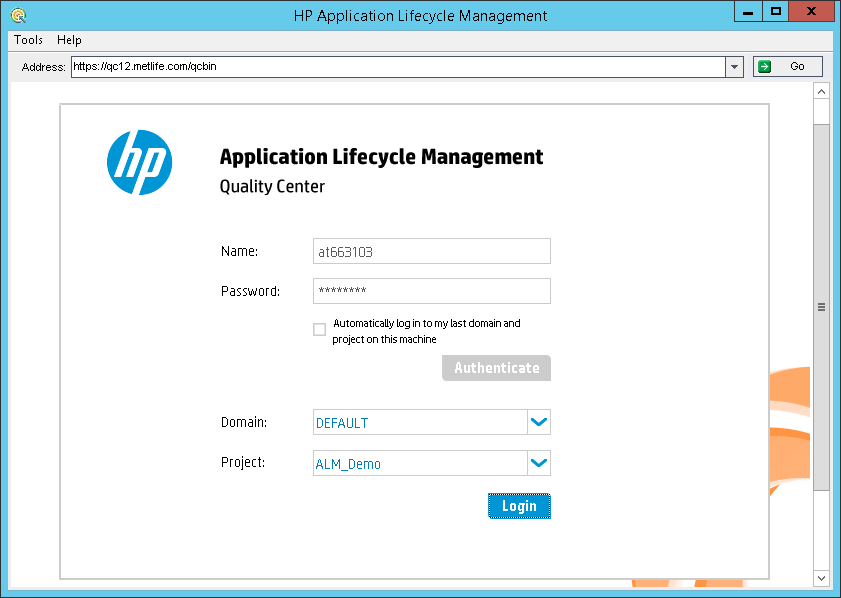 HP Application Lifecycle Management
Tools Help
Address: https://qc12.metlife.com/qcbin Go
hp
Application Lifecycle Management
Quality Center
Name: at663103
Password: ********
Automatically log in to my last domain and
project on this machine
Authenticate
Domain: DEFAULT
Project: ALM_Demo
Login